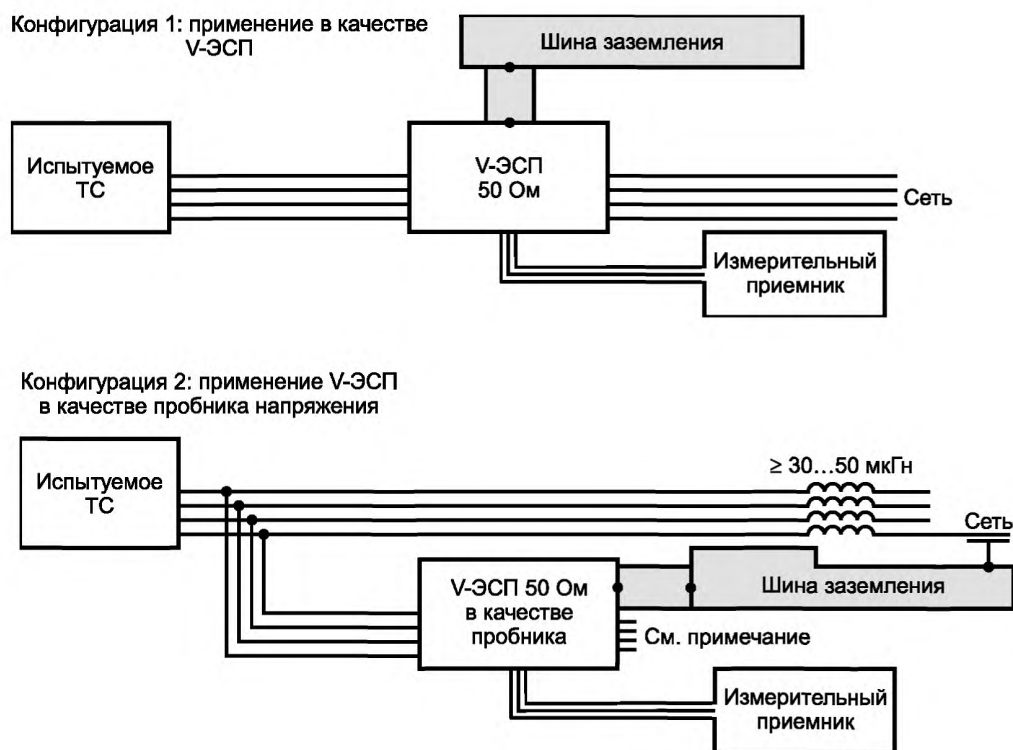 Конфигурация 1: применение в качестве
V-ЭСП
Шина заземления
Испытуемое
ТС
V-ЭСП
50 Ом
Сеть
Измерительный
приемник
Конфигурация 2: применение V-ЭСП
в качестве пробника напряжения
Испытуемое
ТС
≥ 30...50 мкГн
Сеть
V-ЭСП 50 Ом
в качестве
пробника
Шина заземления
См. примечание
Измерительный
приемник